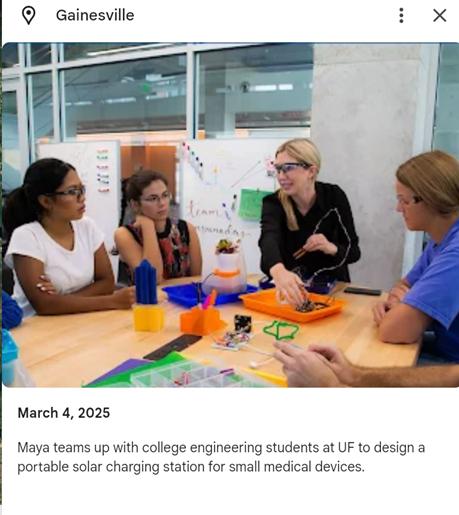 Gainesville
team
March 4, 2025
Maya teams up with college engineering students at UF to design a
portable solar charging station for small medical devices.